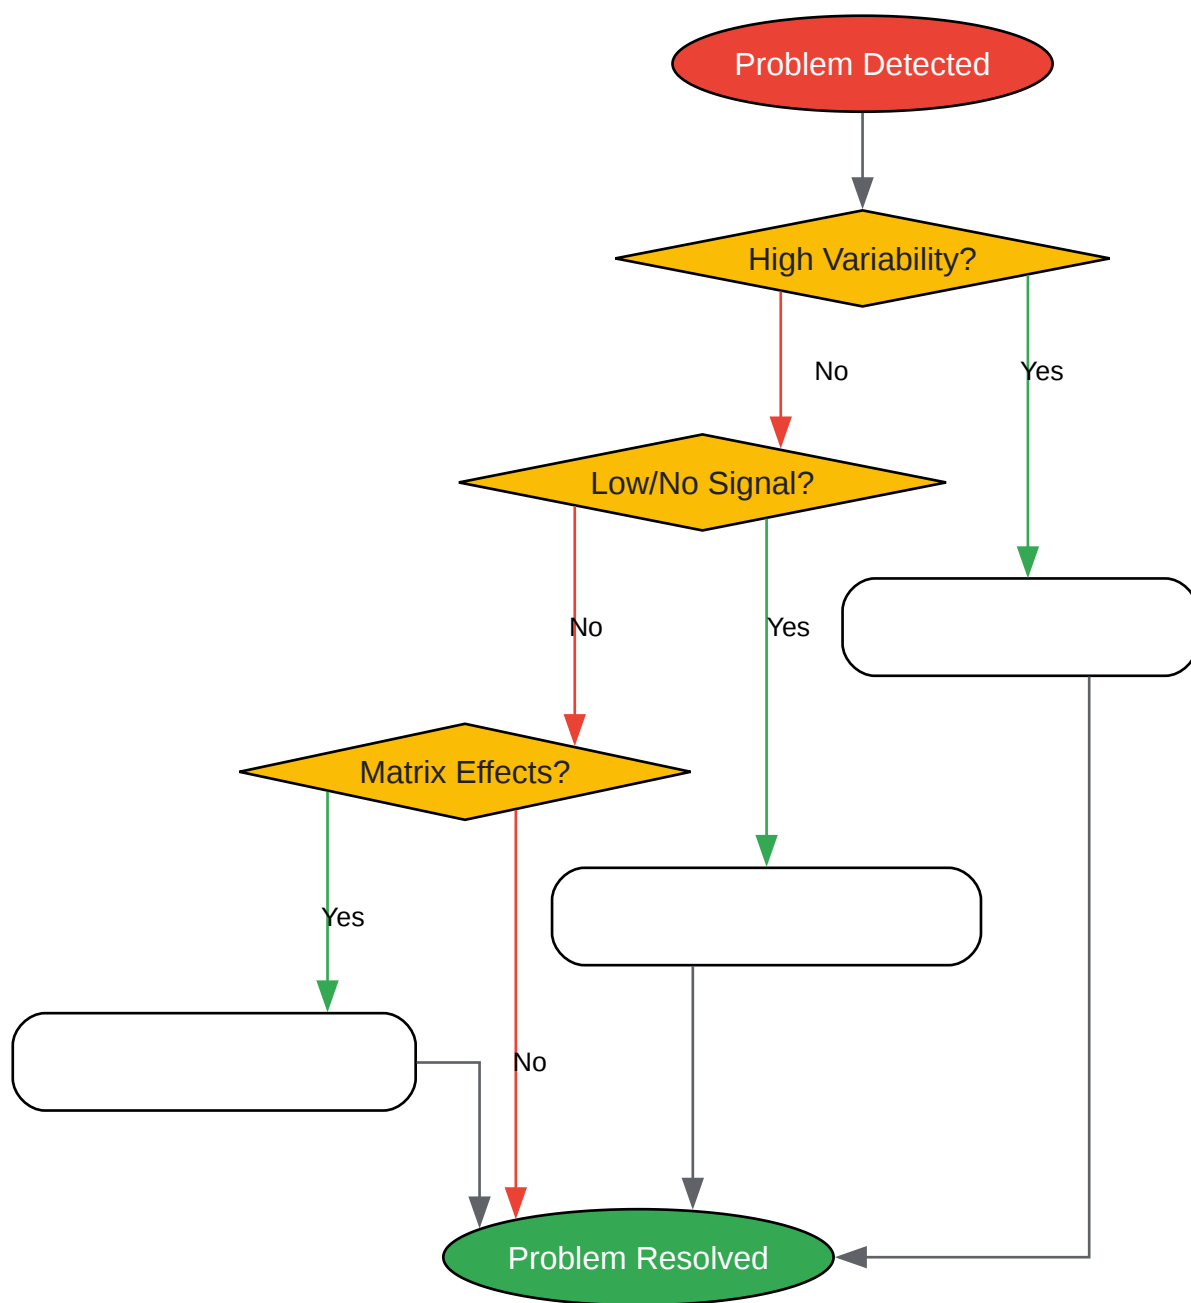 Problem Detected
High Variability?
No
Yes
Low/No Signal?
No
Yes
Matrix Effects?
Yes
No
Problem Resolved